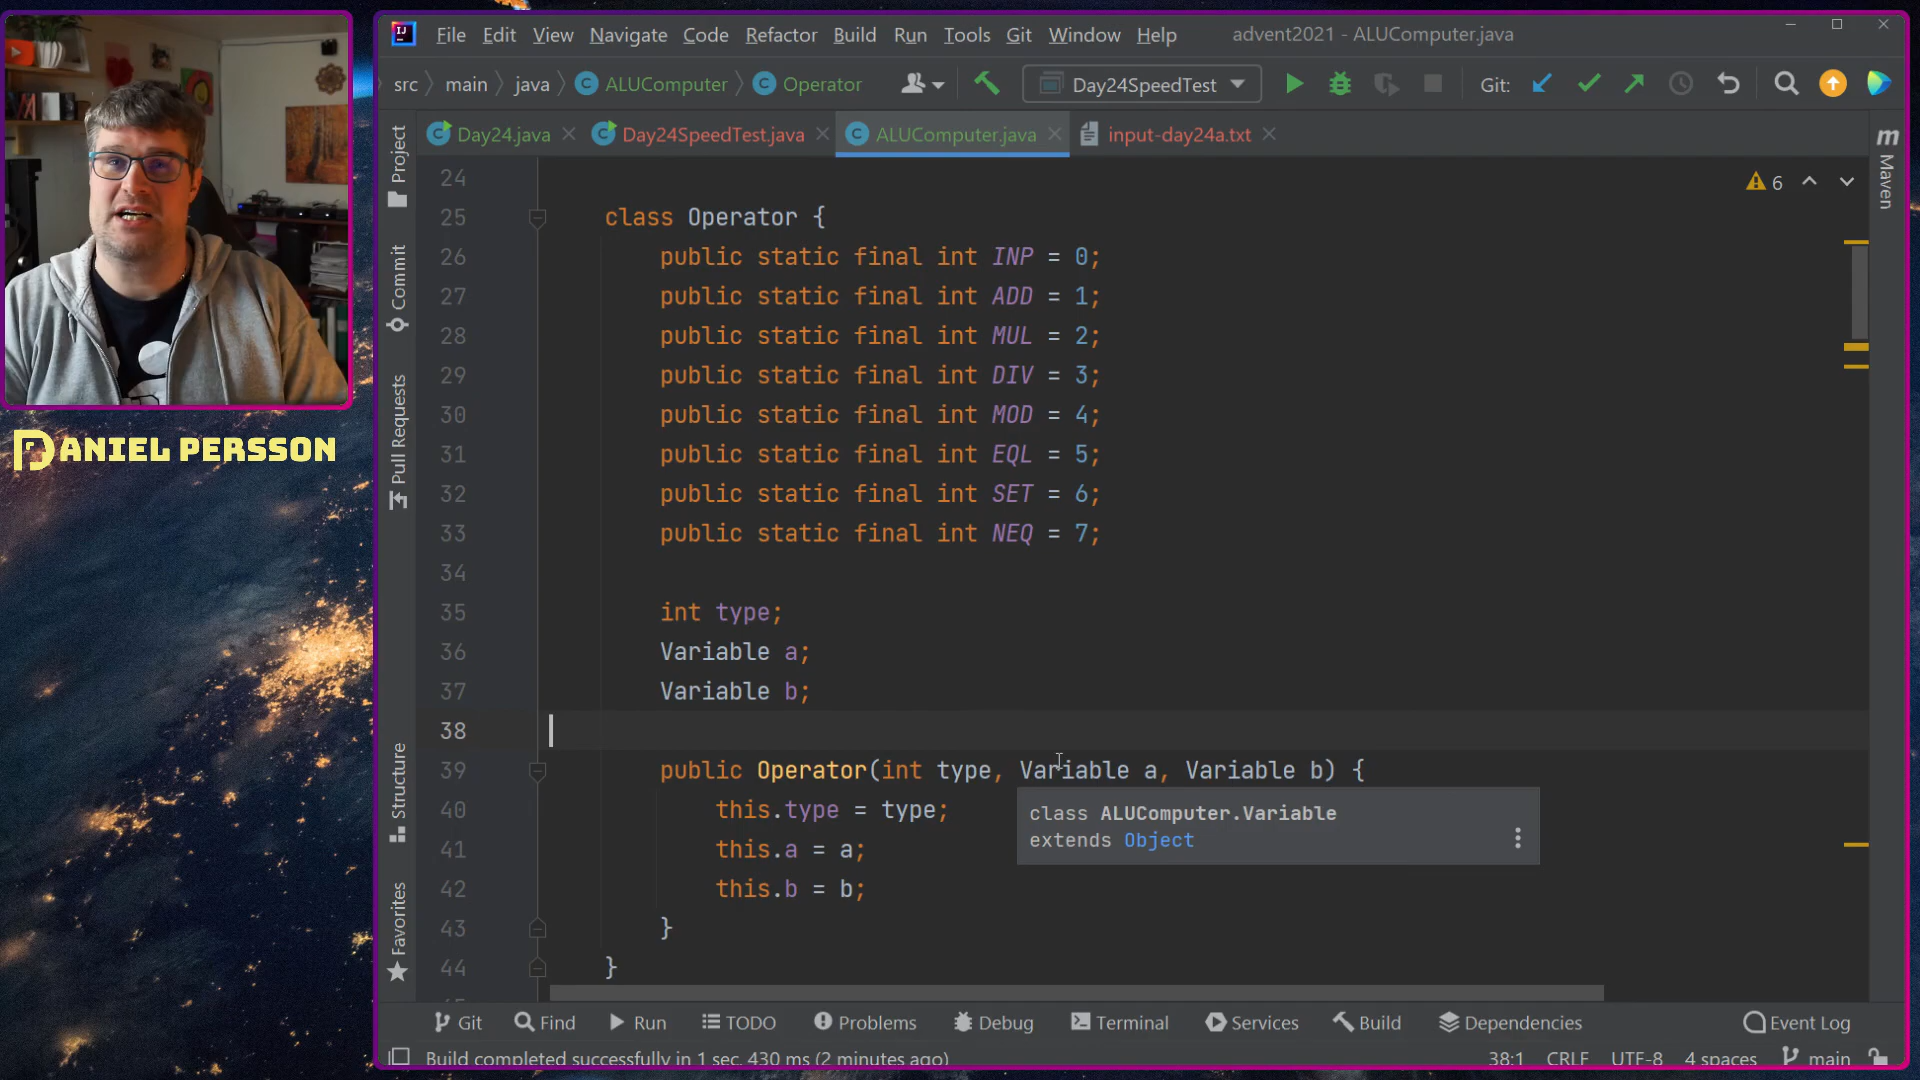 File Edit View Navigate Code Refactor Build Run Tools Git Window Help advent2021 - ALUComputer.java
src main java ALUComputer Operator Day24SpeedTest Git:
Day24.java Day24SpeedTest.java ALUComputer.java input-day24a.txt
Project
Commit
Pull Requests
Structure
Favorites
Maven
6
24
25 class Operator {
26 public static final int INP = 0;
27 public static final int ADD = 1;
28 public static final int MUL = 2;
29 public static final int DIV = 3;
30 public static final int MOD = 4;
31 public static final int EQL = 5;
32 public static final int SET = 6;
33 public static final int NEQ = 7;
34
35 int type;
36 Variable a;
37 Variable b;
38
39 public Operator(int type, Variable a, Variable b) {
40 this.type = type;
41 this.a = a;
42 this.b = b;
43 }
44 }
class ALUComputer.Variable
extends Object
DANIEL PERSSON
Git Find Run TODO Problems Debug Terminal Services Build Dependencies Event Log
Build completed successfully in 1 sec, 430 ms (2 minutes ago) 38:1 CRLF UTF-8 4 spaces main